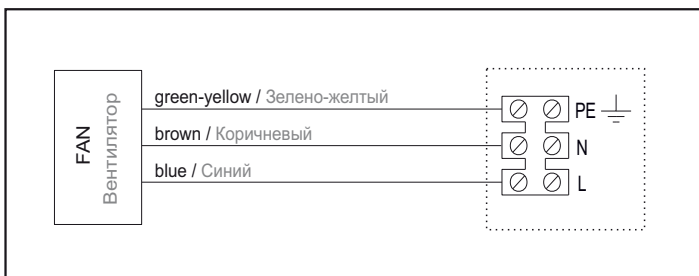 FAN
Вентилятор
green-yellow / Зелено-желтый
brown / Коричневый
blue / Синий
PE
N
L